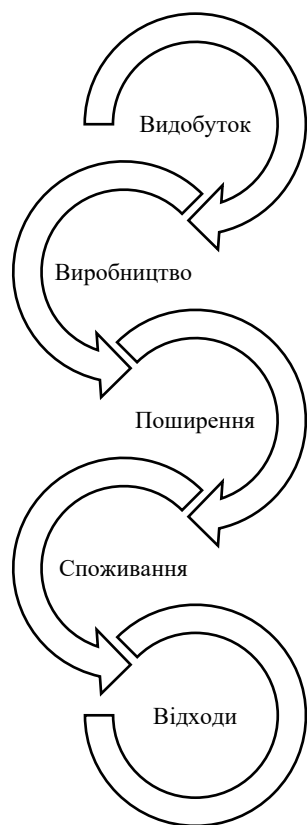 Видобуток
Виробництво
Поширення
Споживання
Відходи